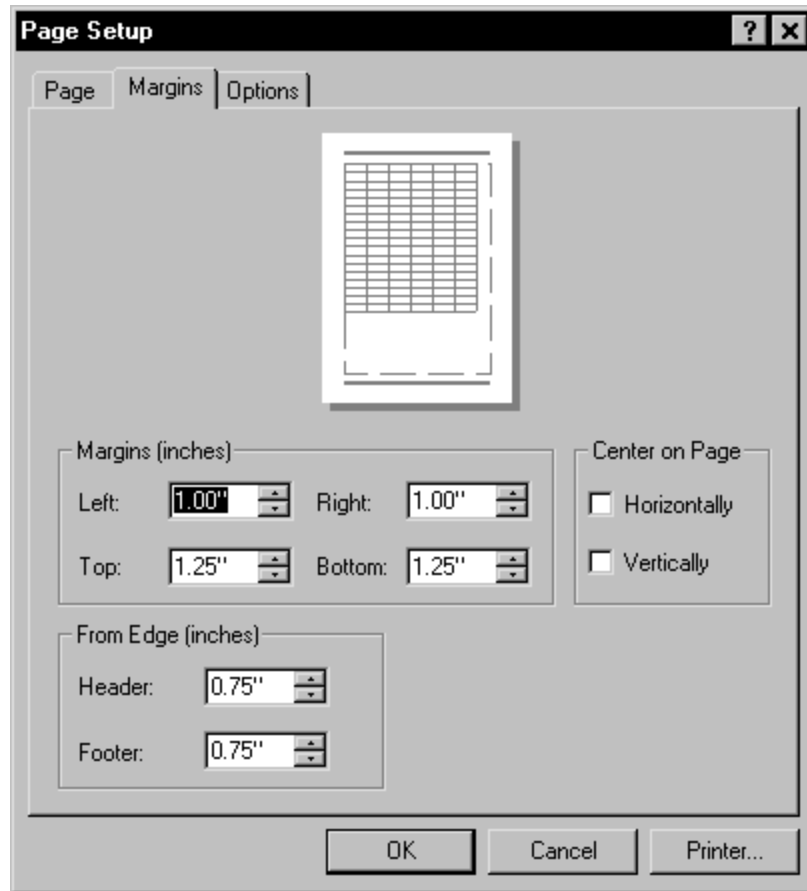 Page Setup
Page Margins Options
Margins (inches)
Left: 1.00" Right: 1.00"
Top: 1.25" Bottom: 1.25"
Center on Page
Horizontally
Vertically
From Edge (inches)
Header: 0.75"
Footer: 0.75"
OK Cancel Printer...